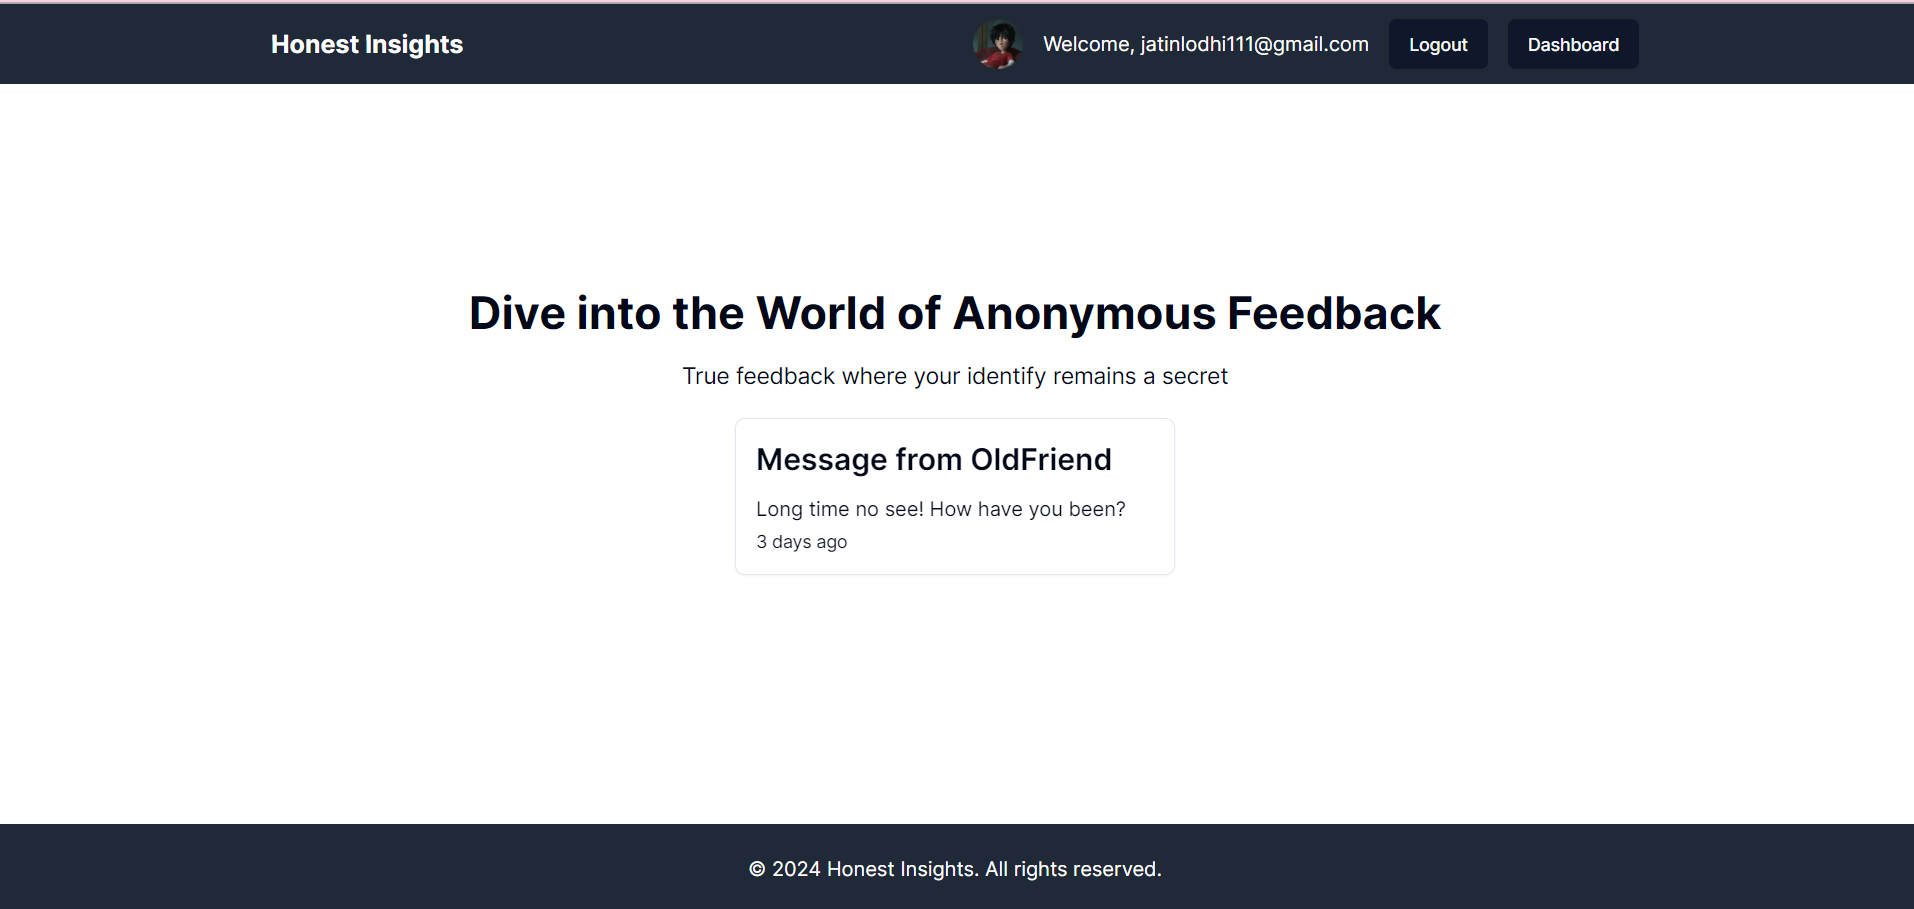 Honest Insights
Welcome, jatinlodhi111@gmail.com
Logout
Dashboard
Dive into the World of Anonymous Feedback
True feedback where your identify remains a secret
Message from OldFriend
Long time no see! How have you been?
3 days ago
© 2024 Honest Insights. All rights reserved.